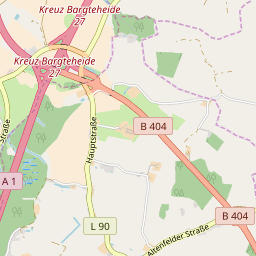 Kreuz Bargteheide
27
Kreuz Bargteheide
27
Straße
Hauptstraße
B 404
A 1
L 90
B 404
Altenfelder Straße